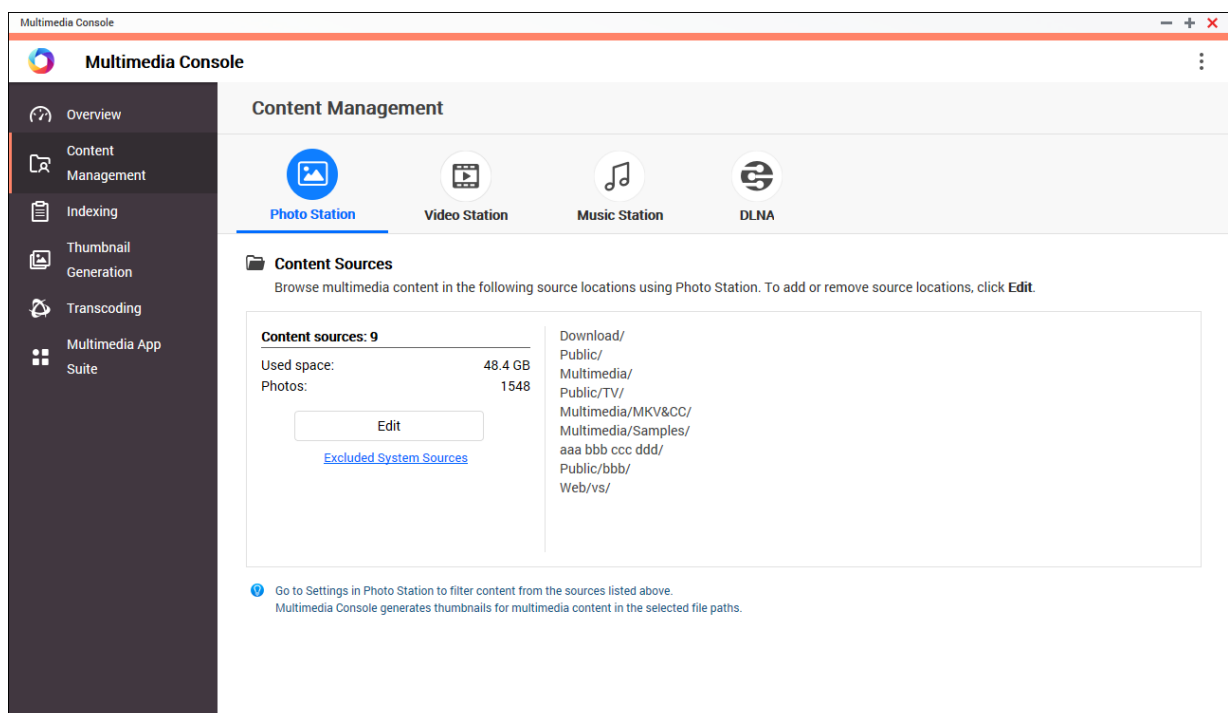 Multimedia Console
Multimedia Console
Overview
Content
Management
Indexing
Thumbnail
Generation
Transcoding
Multimedia App
Suite
Content Management
Photo Station
Video Station
Music Station
DLNA
Content Sources
Browse multimedia content in the following source locations using Photo Station. To add or remove source locations, click Edit.
Content sources: 9
Used space: 48.4 GB
Photos: 1548
Edit
Excluded System Sources
Download/
Public/
Multimedia/
Public/TV/
Multimedia/MKV&CC/
Multimedia/Samples/
aaa bbb ccc ddd/
Public/bbb/
Web/vs/
Go to Settings in Photo Station to filter content from the sources listed above.
Multimedia Console generates thumbnails for multimedia content in the selected file paths.